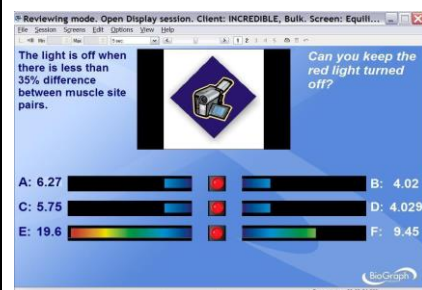 Reviewing mode. Open Display session. Client: INCREDIBLE, Bulk. Screen: Equili...
File Session Screens Edit Options View Help
The light is off when
there is less than
35% difference
between muscle site
pairs.
Can you keep the
red light turned
off?
A: 6.27
B: 4.02
C: 5.75
D: 4.029
E: 19.6
F: 9.45
BioGraph